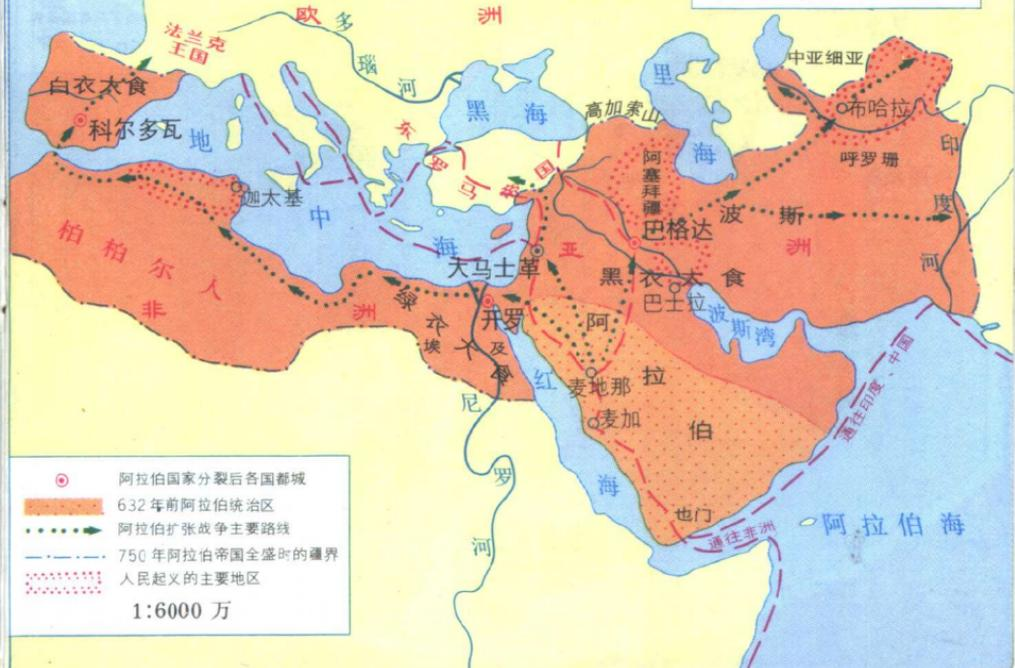 欧洲
多瑙河
法兰克
王国
白衣大食
科尔多瓦
地中海
迦太基
柏柏尔人
非洲
黑海
东罗马帝国
高加索山
里海
中亚细亚
布哈拉
呼罗珊
印度河
阿塞拜疆
巴格达
波斯
亚洲
大马士革
黑衣大食
巴士拉
波斯湾
绿衣大食
开罗
埃及
尼罗河
红海
阿拉伯
麦地那
麦加
也门
通往印度、中国
通往非洲
阿拉伯海
阿拉伯国家分裂后各国都城
632年前阿拉伯统治区
阿拉伯扩张战争主要路线
750年阿拉伯帝国全盛时的疆界
人民起义的主要地区
1:6000 万